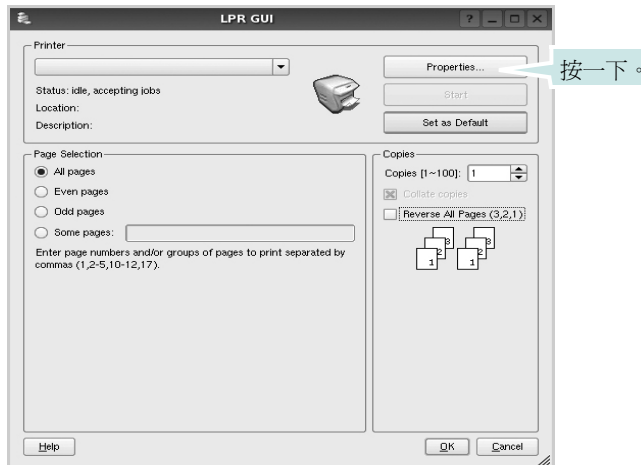 LPR GUI
Printer
Properties...
按一下。
Status: idle, accepting jobs
Start
Location:
Description:
Set as Default
Page Selection
All pages
Even pages
Odd pages
Some pages:
Enter page numbers and/or groups of pages to print separated by
commas (1,2-5,10-12,17).
Copies
Copies [1~100]: 1
Collate copies
Reverse All Pages (3,2,1)
3 3
2 2
1 1
Help
OK
Cancel